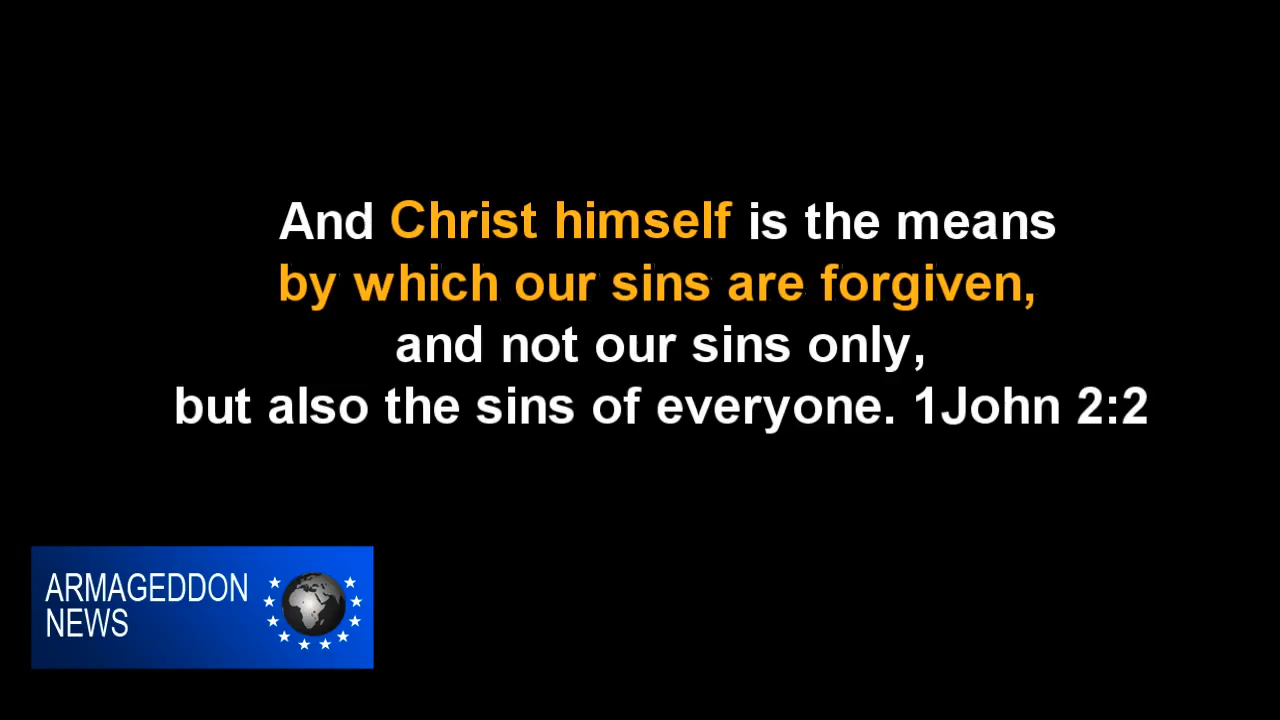 And Christ himself is the means
by which our sins are forgiven,
and not our sins only,
but also the sins of everyone. 1John 2:2
ARMAGEDDON
NEWS